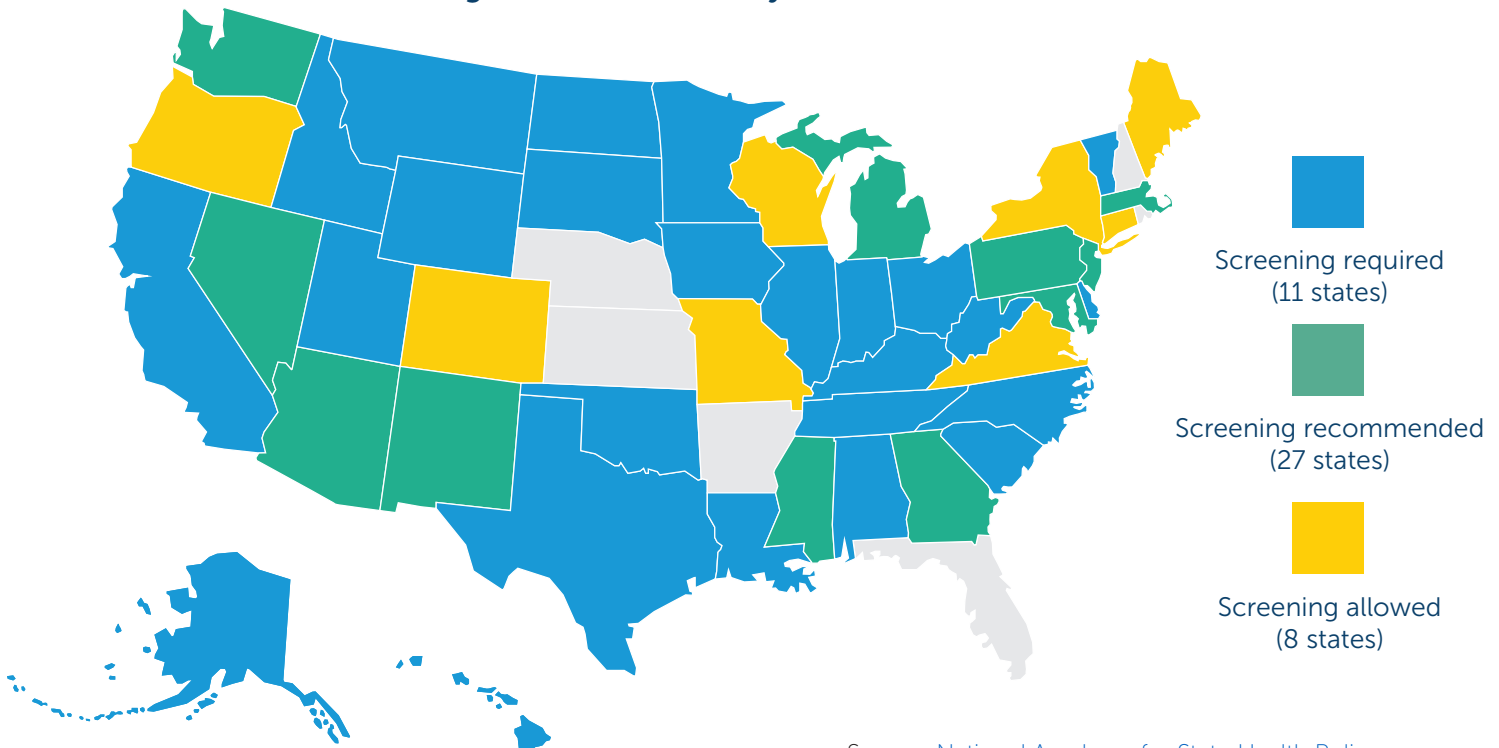 Screening required
(11 states)
Screening recommended
(27 states)
Screening allowed
(8 states)